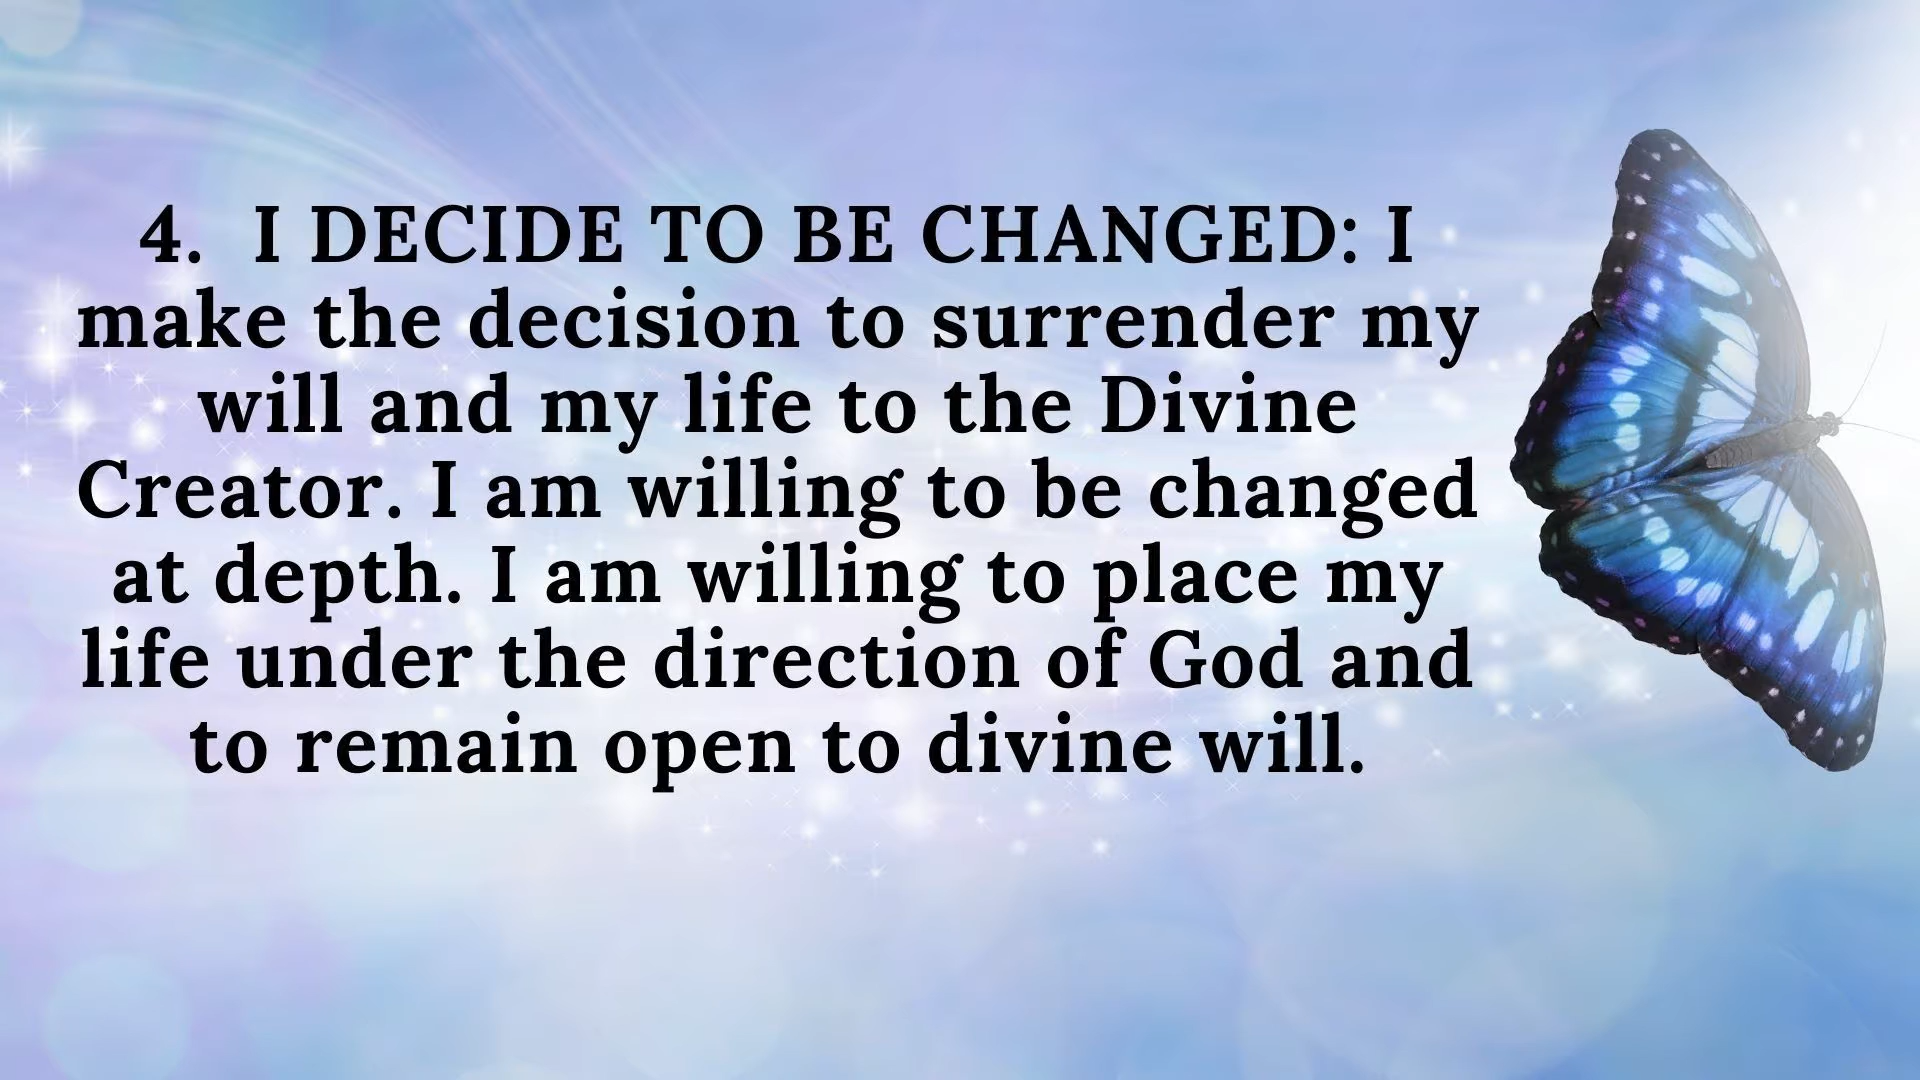 4.  I DECIDE TO BE CHANGED: I
make the decision to surrender my
will and my life to the Divine
Creator. I am willing to be changed
at depth. I am willing to place my
life under the direction of God and
to remain open to divine will.